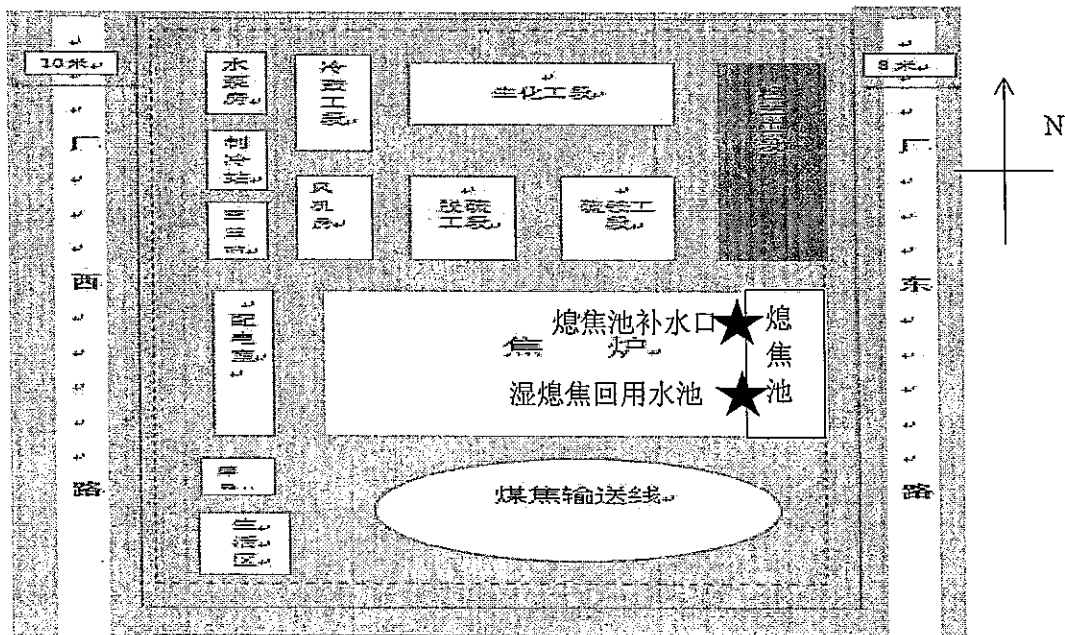 10米
8米
水泵房
冷再工段
生化工段
制冷站
风机房
脱硫
工段
硫铵工
段
厂西路
厂东路
配电室
熄焦池补水口
焦 炉
湿熄焦回用水池
熄焦池
N
煤焦输送线
生活区